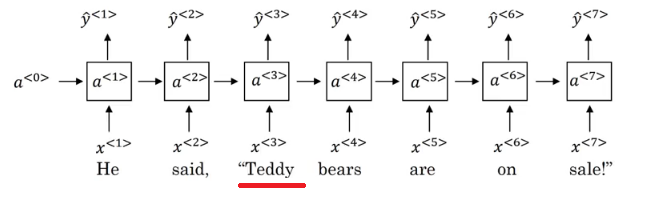 ŷ<1> ŷ<2> ŷ<3> ŷ<4> ŷ<5> ŷ<6> ŷ<7>
a<0> a<1> a<2> a<3> a<4> a<5> a<6> a<7>
x<1> x<2> x<3> x<4> x<5> x<6> x<7>
He said, “Teddy bears are on sale!”